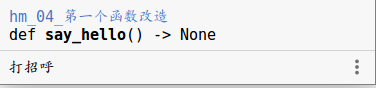 hm_04_第一个函数改造
def say_hello() -> None
打招呼